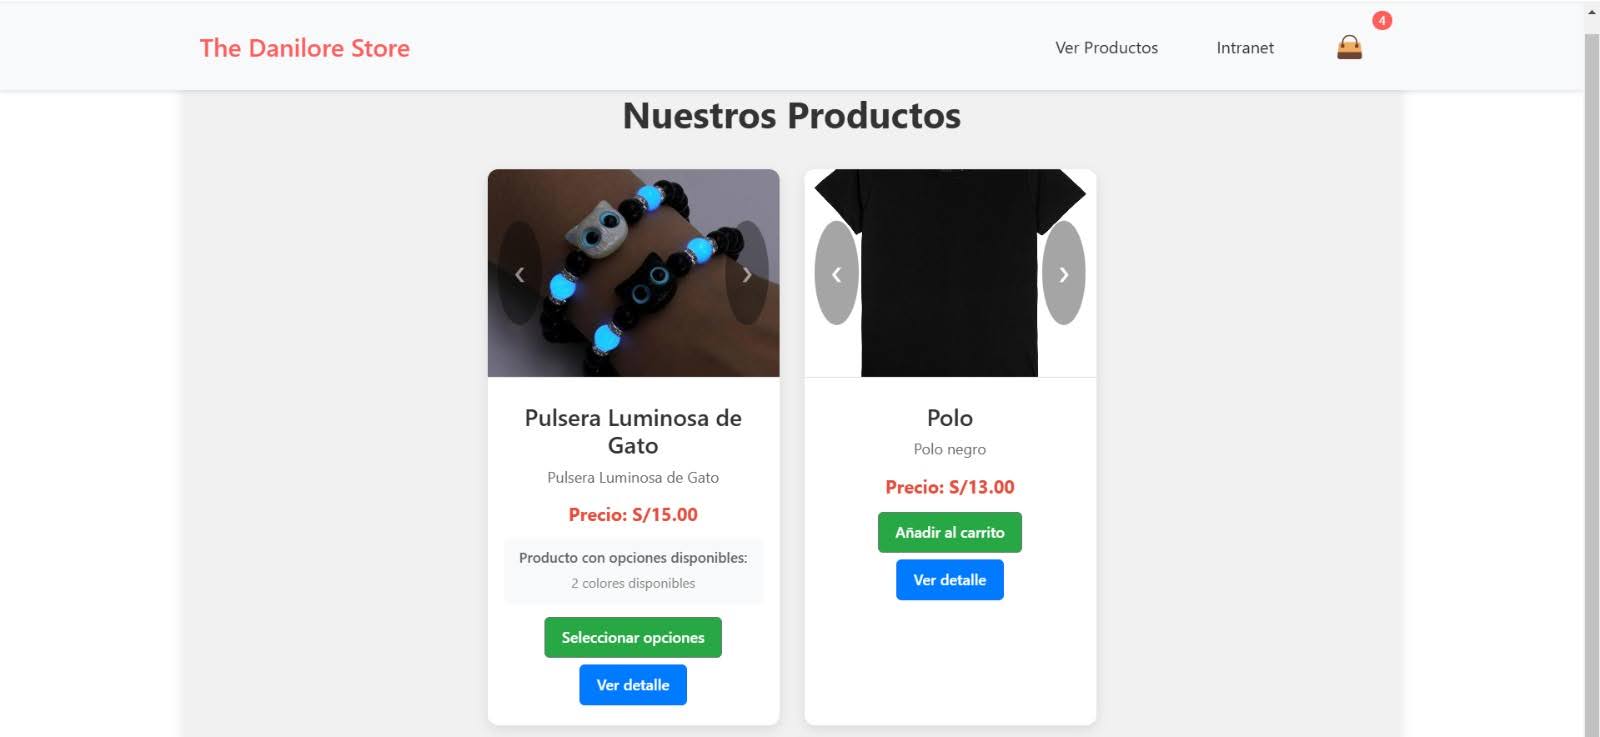 The Danilore Store
Ver Productos
Intranet
4
Nuestros Productos
❮
❯
❮
❯
Pulsera Luminosa de
Gato
Pulsera Luminosa de Gato
Precio: S/15.00
Producto con opciones disponibles:
2 colores disponibles
Seleccionar opciones
Ver detalle
Polo
Polo negro
Precio: S/13.00
Añadir al carrito
Ver detalle